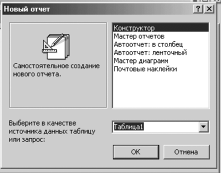 Новый отчет
Самостоятельное создание
нового отчета.
Конструктор
Мастер отчетов
Автоотчет: в столбец
Автоотчет: ленточный
Мастер диаграмм
Почтовые наклейки
Выберите в качестве
источника данных таблицу
или запрос:
Таблица1
OK
Отмена